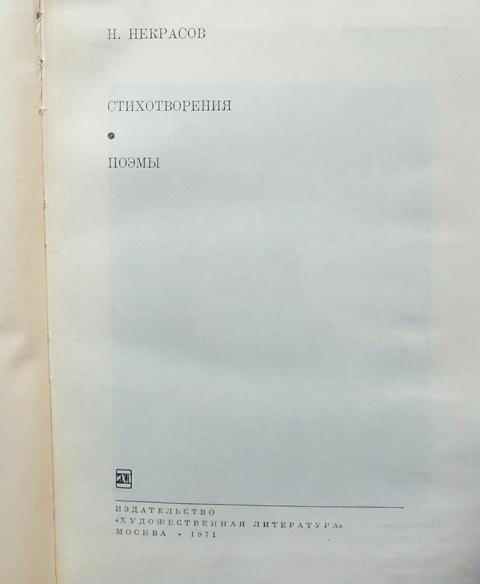 Н. НЕКРАСОВ
СТИХОТВОРЕНИЯ
•
ПОЭМЫ
ИЗДАТЕЛЬСТВО
«ХУДОЖЕСТВЕННАЯ ЛИТЕРАТУРА»
МОСКВА • 1971